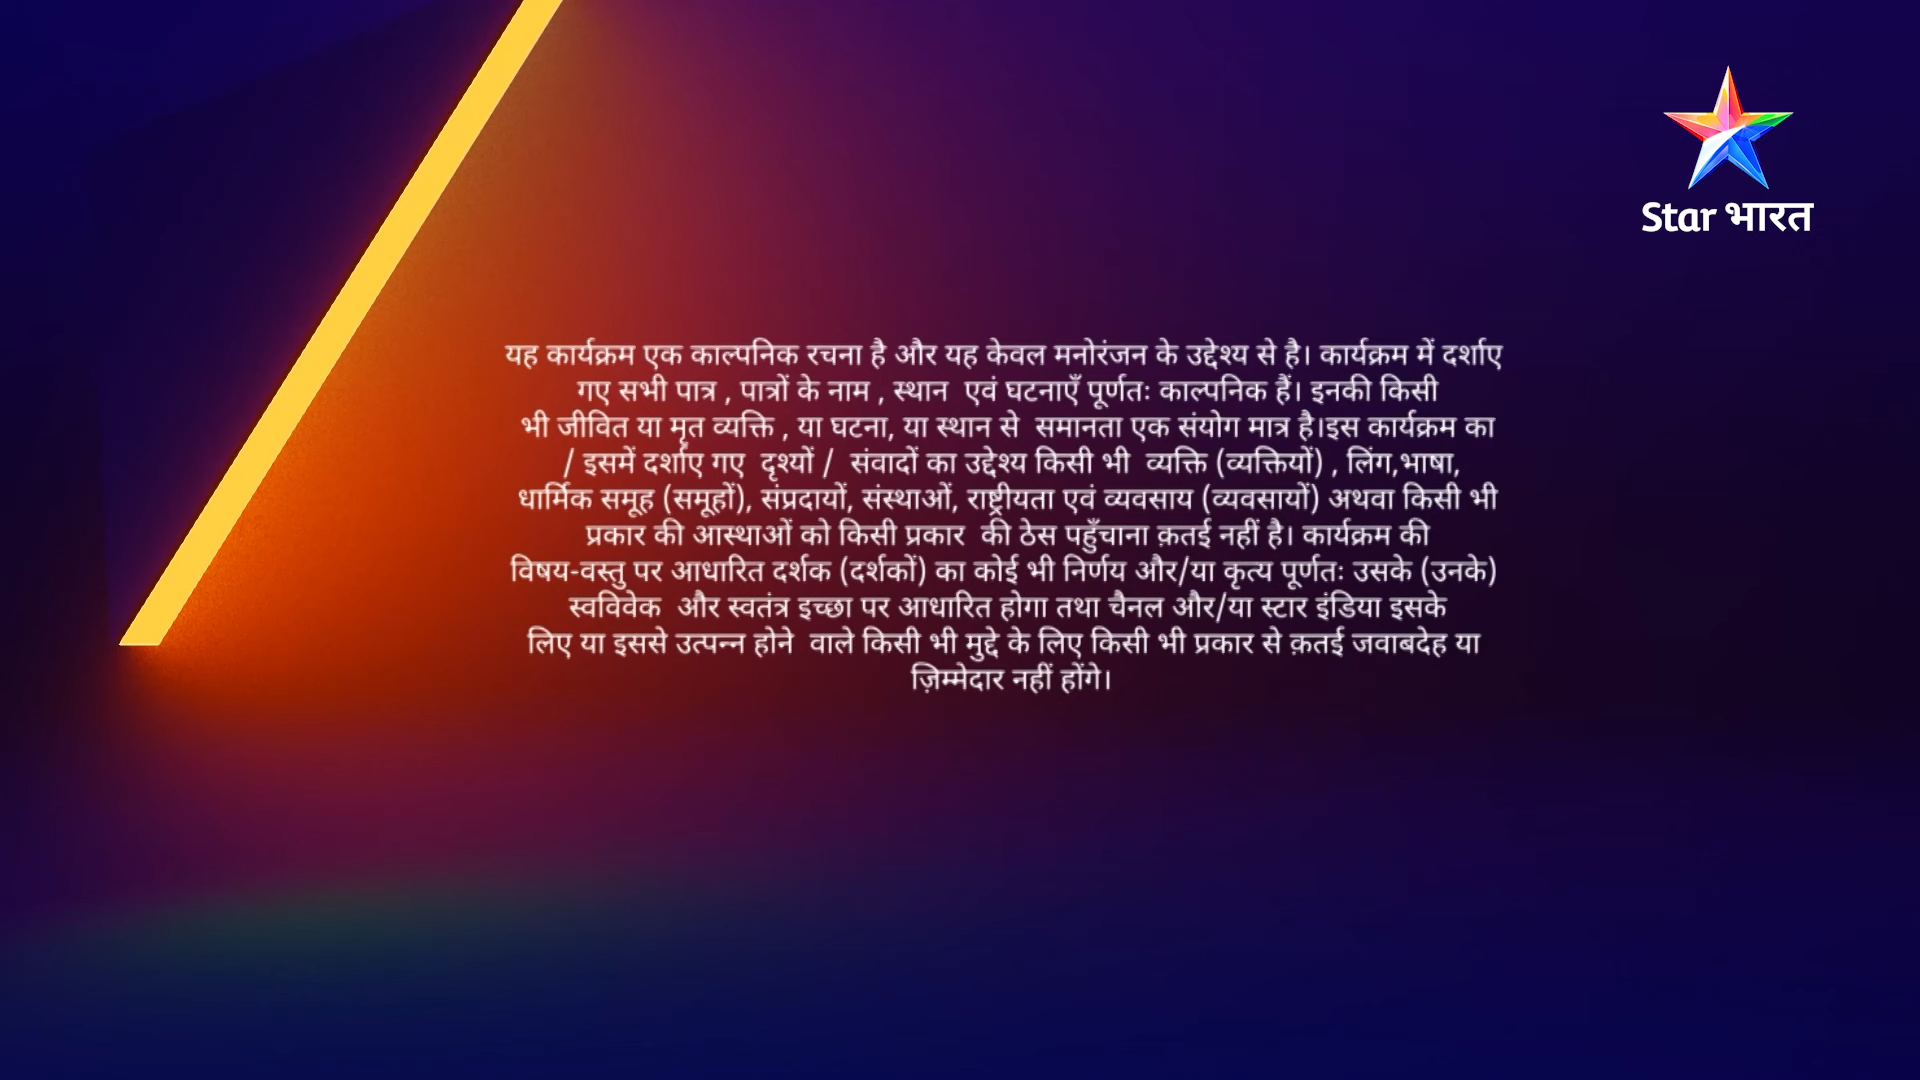 Star भारत
यह कार्यक्रम एक काल्पनिक रचना है और यह केवल मनोरंजन के उद्देश्य से है। कार्यक्रम में दर्शाए
गए सभी पात्र , पात्रों के नाम , स्थान  एवं घटनाएँ पूर्णतः काल्पनिक हैं। इनकी किसी
भी जीवित या मृत व्यक्ति , या घटना, या स्थान से  समानता एक संयोग मात्र है।इस कार्यक्रम का
/ इसमें दर्शाए गए  दृश्यों /  संवादों का उद्देश्य किसी भी  व्यक्ति (व्यक्तियों) , लिंग,भाषा,
धार्मिक समूह (समूहों), संप्रदायों, संस्थाओं, राष्ट्रीयता एवं व्यवसाय (व्यवसायों) अथवा किसी भी
प्रकार की आस्थाओं को किसी प्रकार  की ठेस पहुँचाना क़तई नहीं है। कार्यक्रम की
विषय-वस्तु पर आधारित दर्शक (दर्शकों) का कोई भी निर्णय और/या कृत्य पूर्णतः उसके (उनके)
स्वविवेक  और स्वतंत्र इच्छा पर आधारित होगा तथा चैनल और/या स्टार इंडिया इसके
लिए या इससे उत्पन्न होने  वाले किसी भी मुद्दे के लिए किसी भी प्रकार से क़तई जवाबदेह या
ज़िम्मेदार नहीं होंगे।